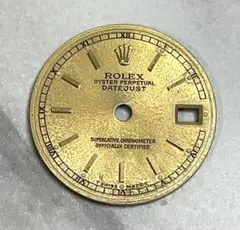 ROLEX
OYSTER PERPETUAL
DATEJUST
SUPERLATIVE CHRONOMETER
OFFICIALLY CERTIFIED
SWISS MADE